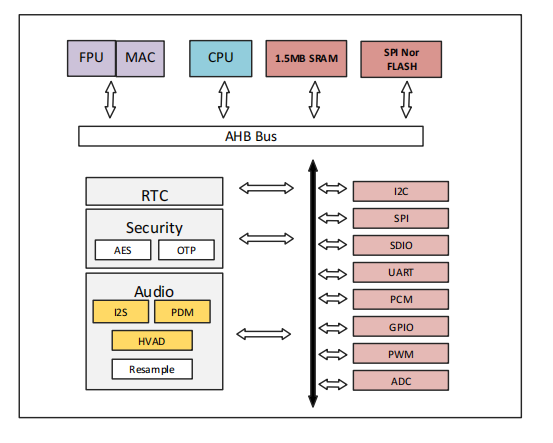 FPU MAC CPU 1.5MB SRAM SPI Nor
FLASH
AHB Bus
RTC
Security
AES OTP
Audio
I2S PDM
HVAD
Resample
I2C
SPI
SDIO
UART
PCM
GPIO
PWM
ADC